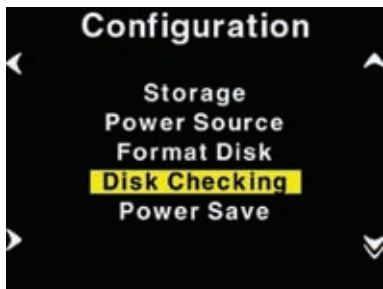 Configuration
Storage
Power Source
Format Disk
Disk Checking
Power Save